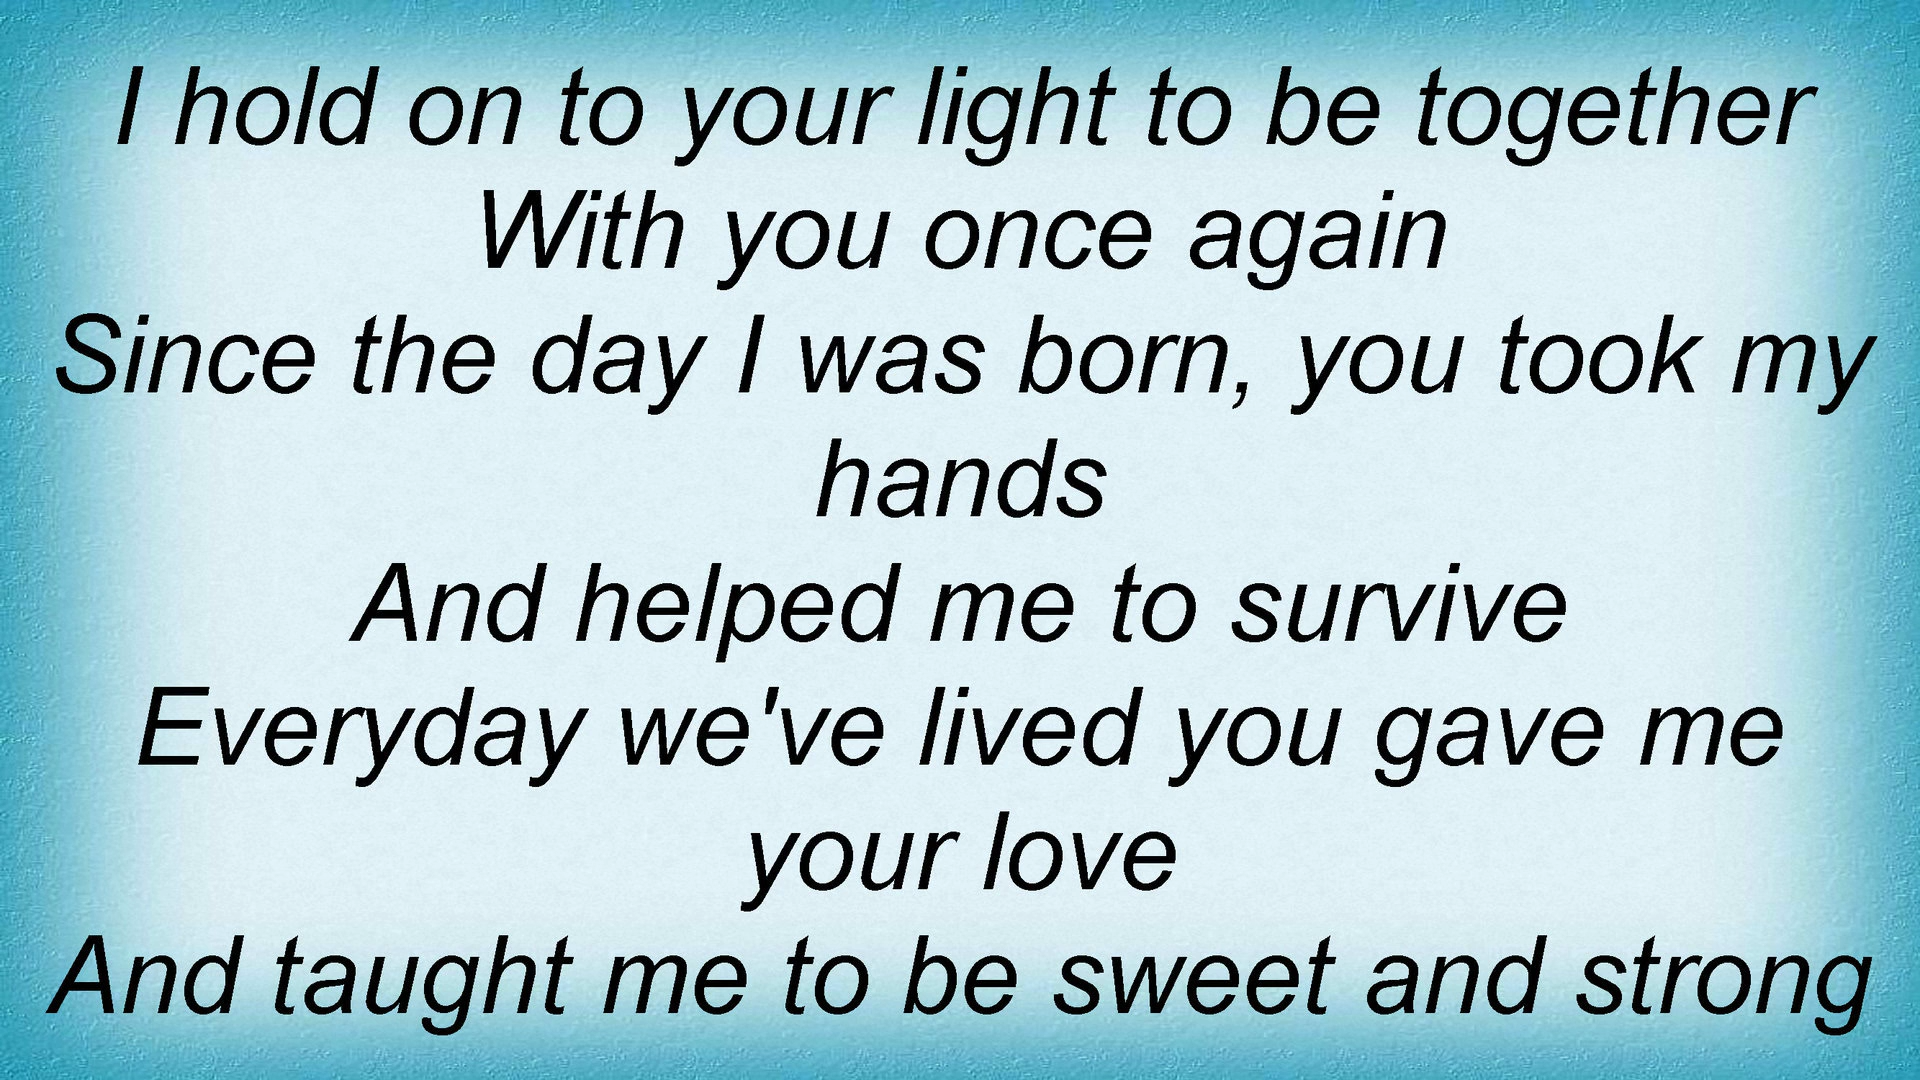 I hold on to your light to be together
With you once again
Since the day I was born, you took my
hands
And helped me to survive
Everyday we've lived you gave me
your love
And taught me to be sweet and strong